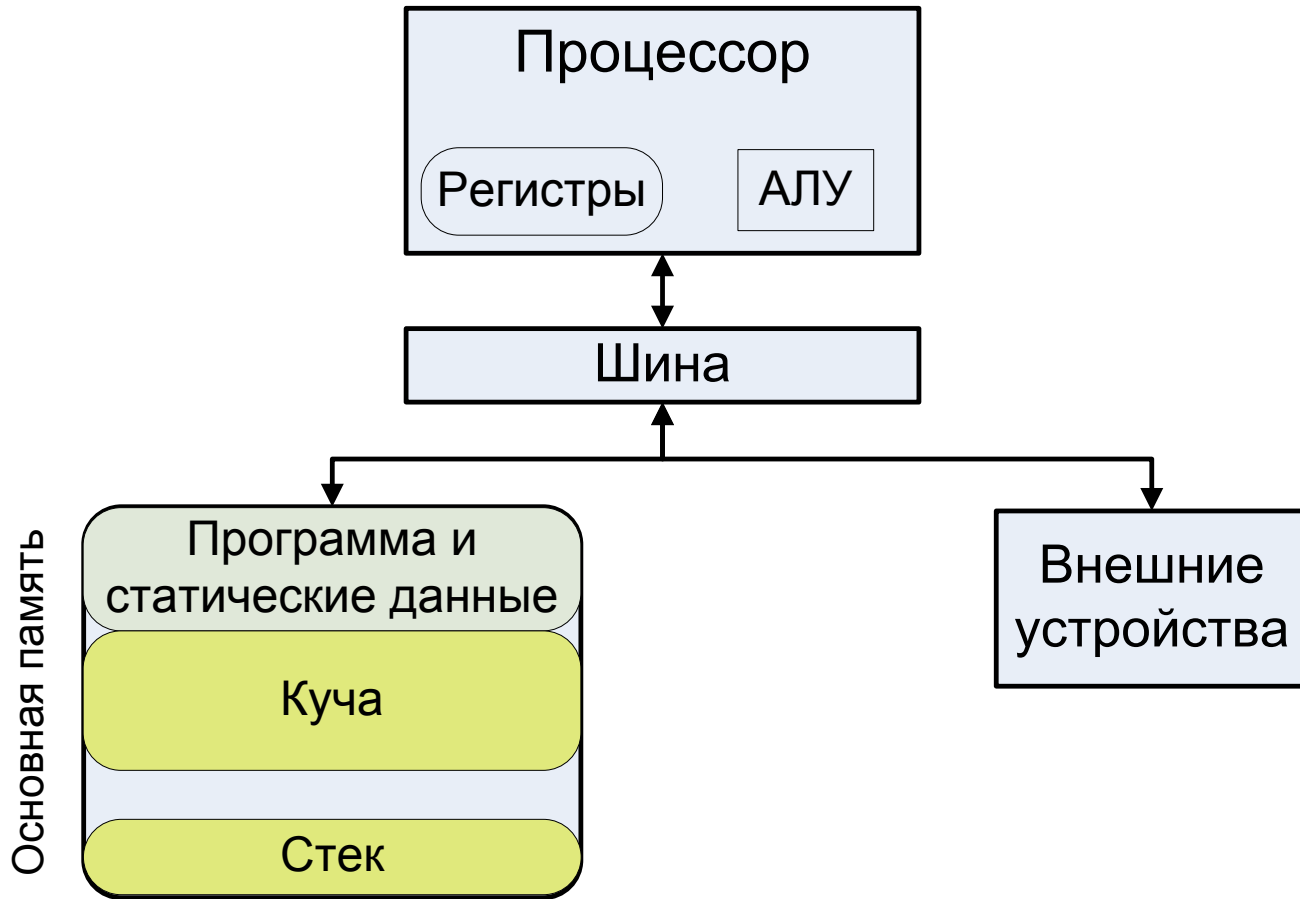 Процессор
Регистры
АЛУ
Шина
Основная память
Программа и
статические данные
Куча
Стек
Внешние
устройства